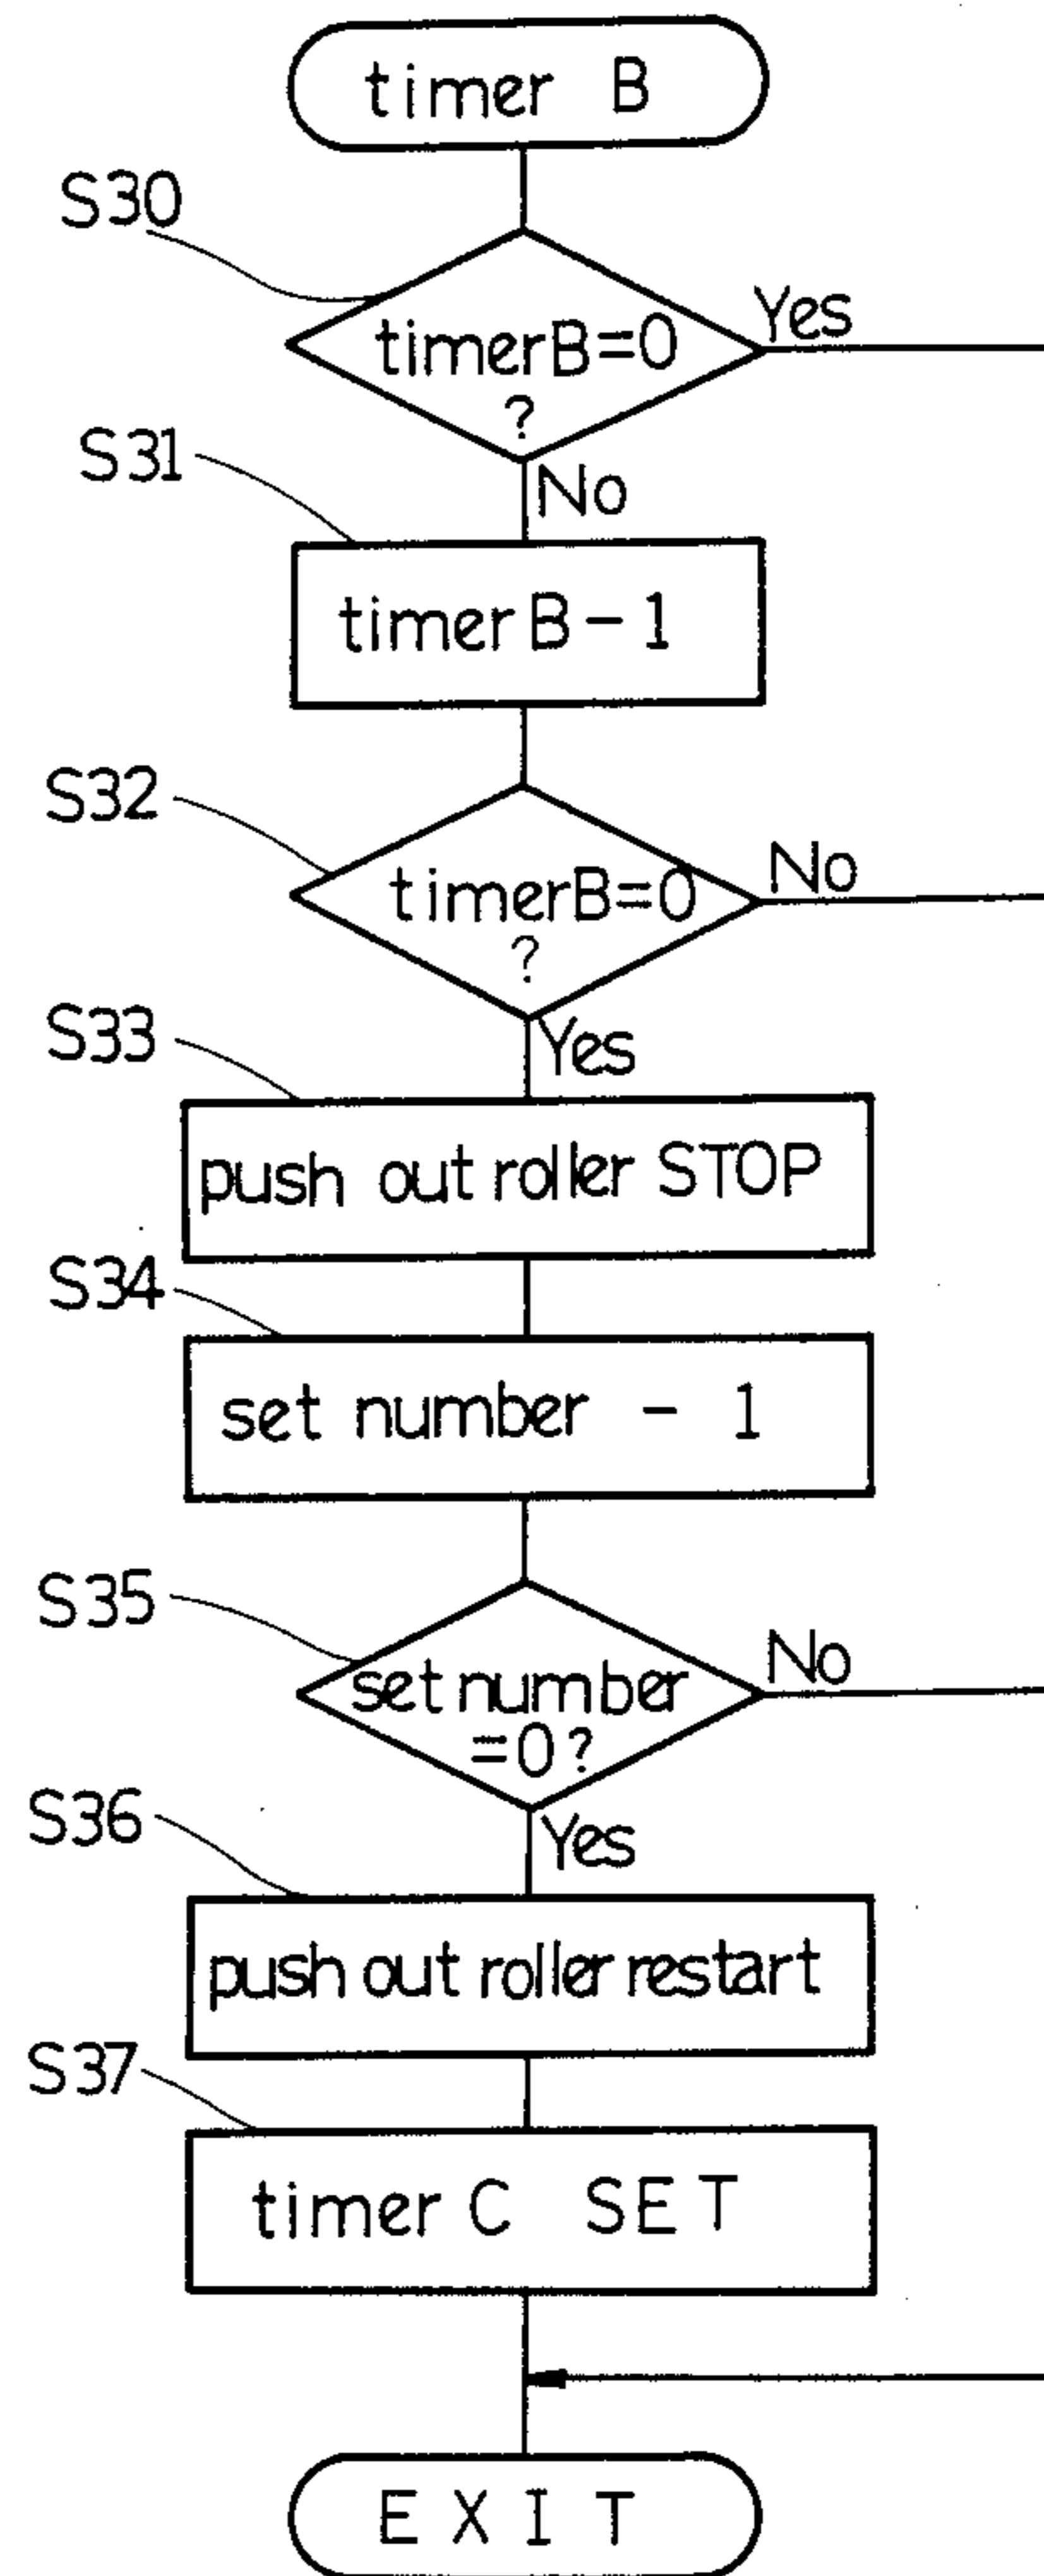 timer B
S30
timerB=0
?
Yes
No
S31
timerB-1
S32
timerB=0
?
No
Yes
S33
push out roller STOP
S34
set number - 1
S35
set number
=0?
No
Yes
S36
push out roller restart
S37
timer C SET
EXIT